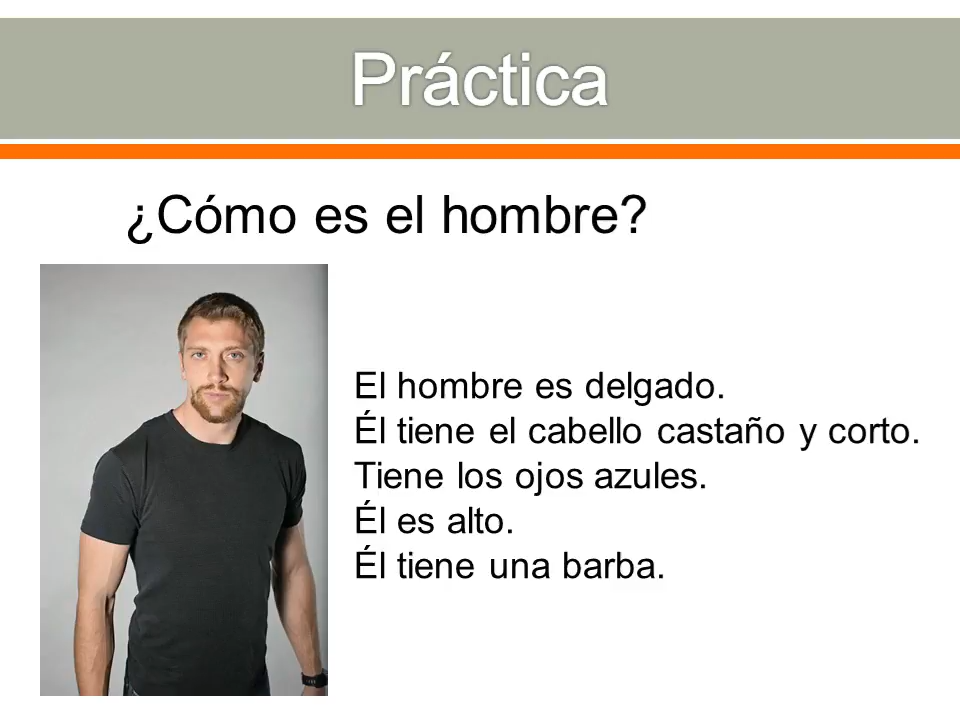 Práctica
¿Cómo es el hombre?
El hombre es delgado.
Él tiene el cabello castaño y corto.
Tiene los ojos azules.
Él es alto.
Él tiene una barba.